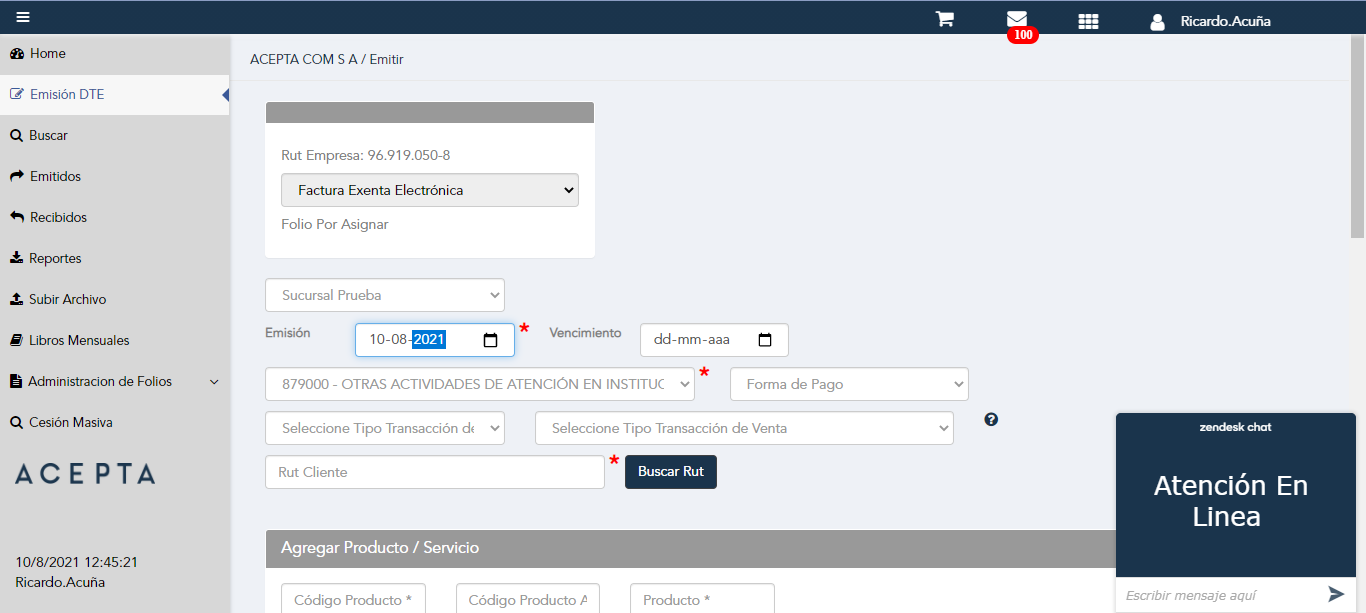 100
Ricardo.Acuña
Home
Emisión DTE
Buscar
Emitidos
Recibidos
Reportes
Subir Archivo
Libros Mensuales
Administracion de Folios
Cesión Masiva
ACEPTA
10/8/2021 12:45:21
Ricardo.Acuña
ACEPTA COM S A / Emitir
Rut Empresa: 96.919.050-8
Factura Exenta Electrónica
Folio Por Asignar
Sucursal Prueba
Emisión 10-08-2021 * Vencimiento dd-mm-aaa
879000 - OTRAS ACTIVIDADES DE ATENCIÓN EN INSTITUC * Forma de Pago
Seleccione Tipo Transacción de Seleccione Tipo Transacción de Venta ?
Rut Cliente * Buscar Rut
Agregar Producto / Servicio
Código Producto * Código Producto A Producto *
zendesk chat
Atención En
Linea
Escribir mensaje aquí